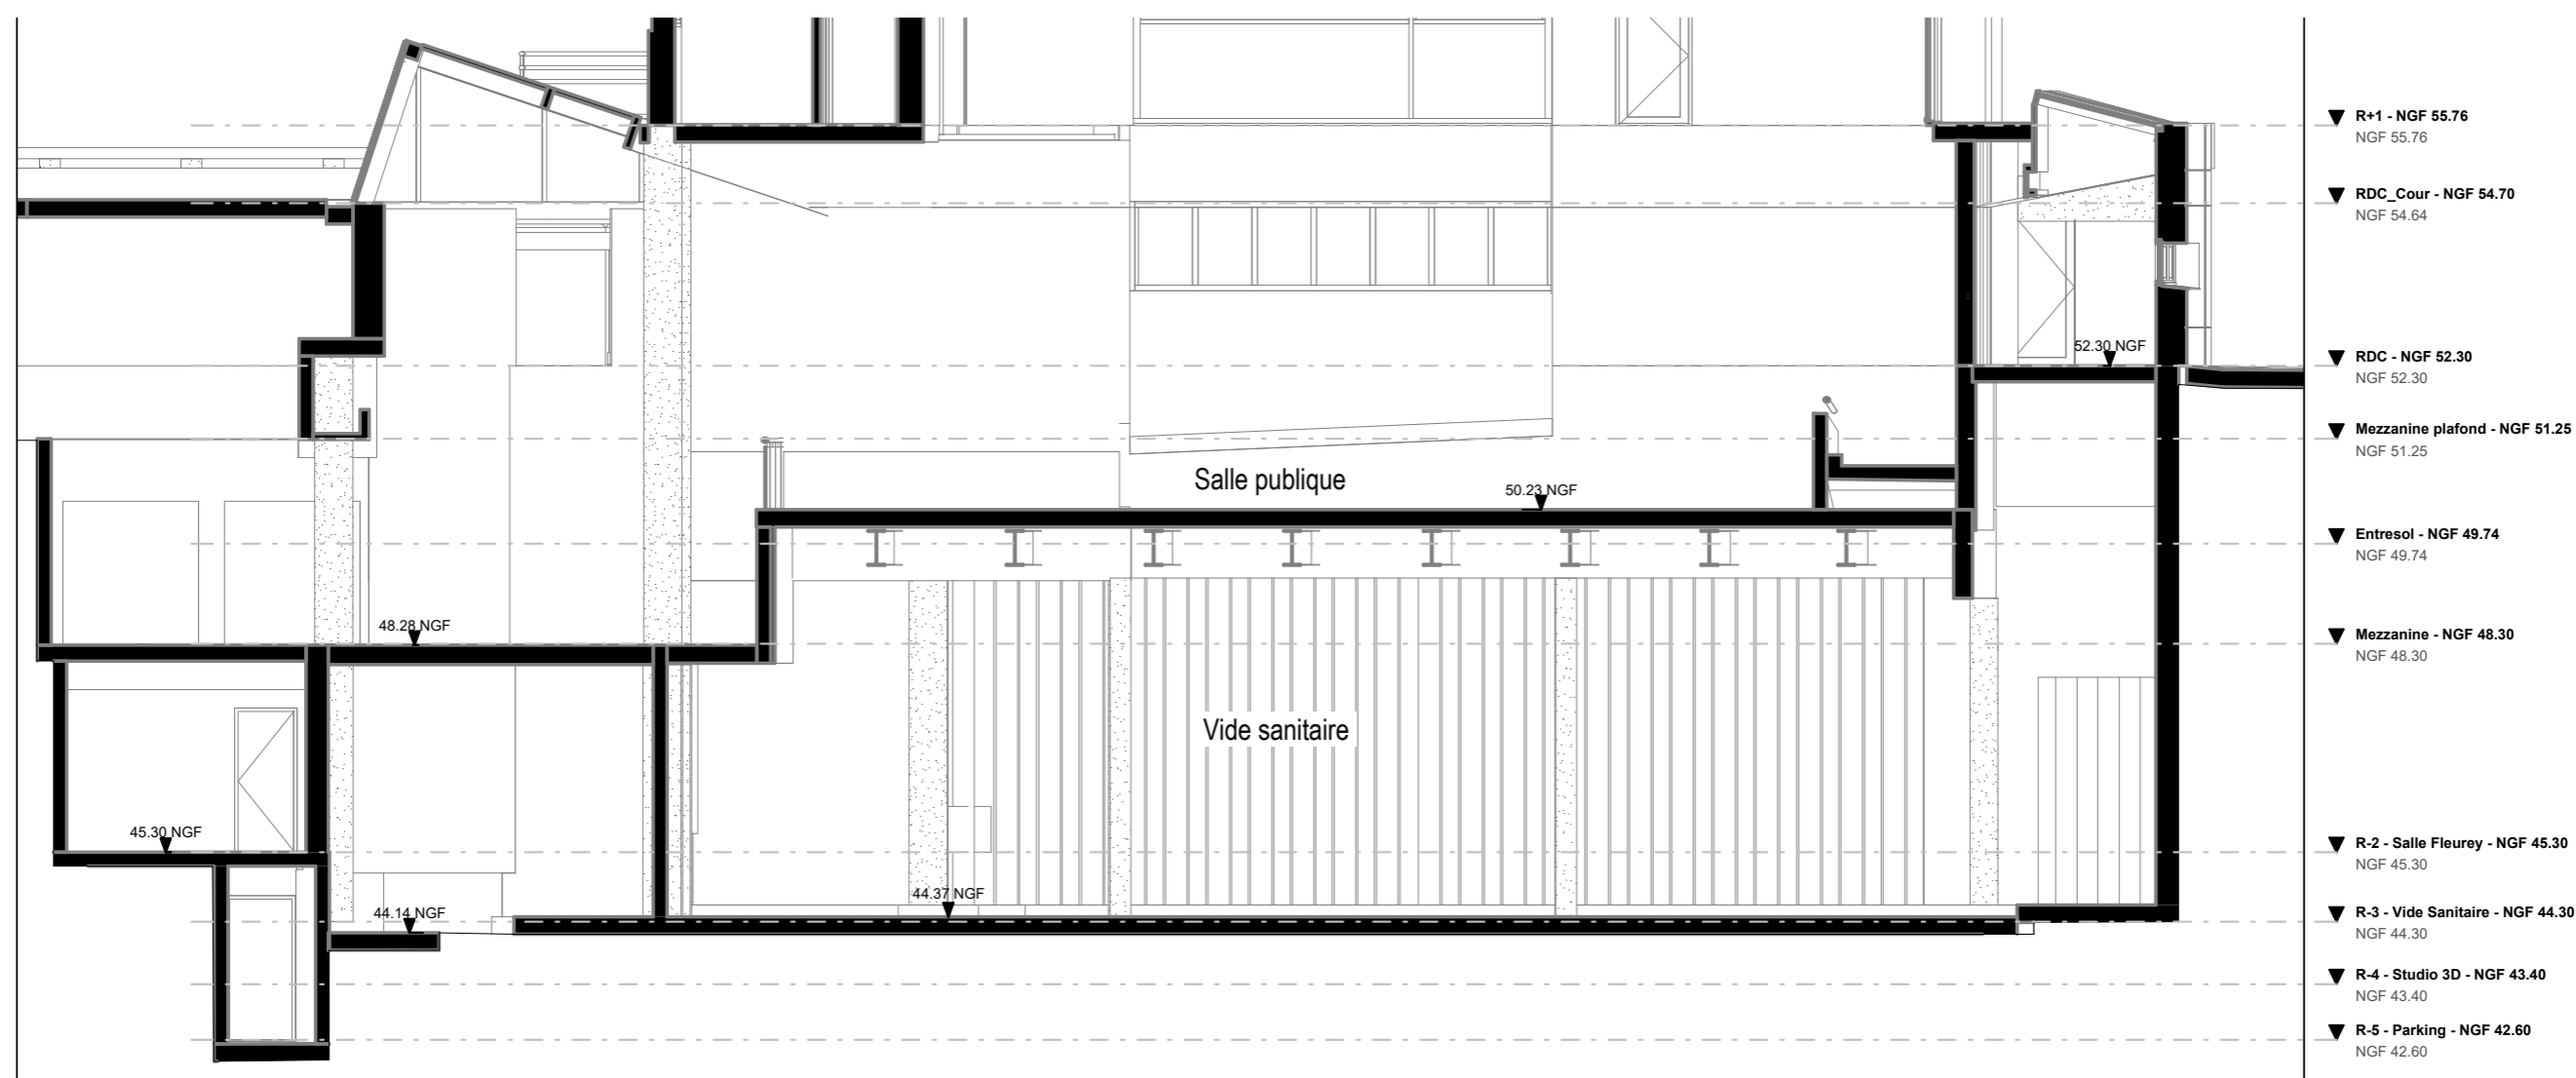 R+1 - NGF 55.76
NGF 55.76
RDC_Cour - NGF 54.70
NGF 54.64
52.30 NGF
RDC - NGF 52.30
NGF 52.30
Mezzanine plafond - NGF 51.25
NGF 51.25
Salle publique
50.23 NGF
Entresol - NGF 49.74
NGF 49.74
48.28 NGF
Mezzanine - NGF 48.30
NGF 48.30
Vide sanitaire
45.30 NGF
R-2 - Salle Fleurey - NGF 45.30
NGF 45.30
44.37 NGF
44.14 NGF
R-3 - Vide Sanitaire - NGF 44.30
NGF 44.30
R-4 - Studio 3D - NGF 43.40
NGF 43.40
R-5 - Parking - NGF 42.60
NGF 42.60